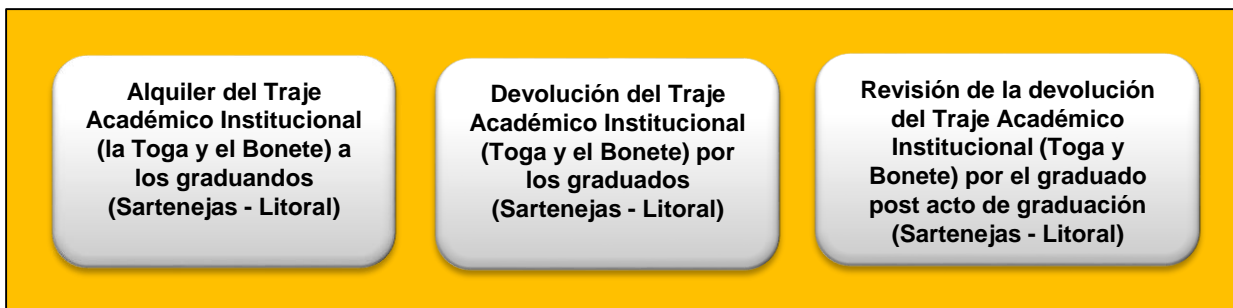 Alquiler del Traje
Académico Institucional
(la Toga y el Bonete) a
los graduandos
(Sartenejas - Litoral)
Devolución del Traje
Académico Institucional
(Toga y el Bonete) por
los graduados
(Sartenejas - Litoral)
Revisión de la devolución
del Traje Académico
Institucional (Toga y
Bonete) por el graduado
post acto de graduación
(Sartenejas - Litoral)